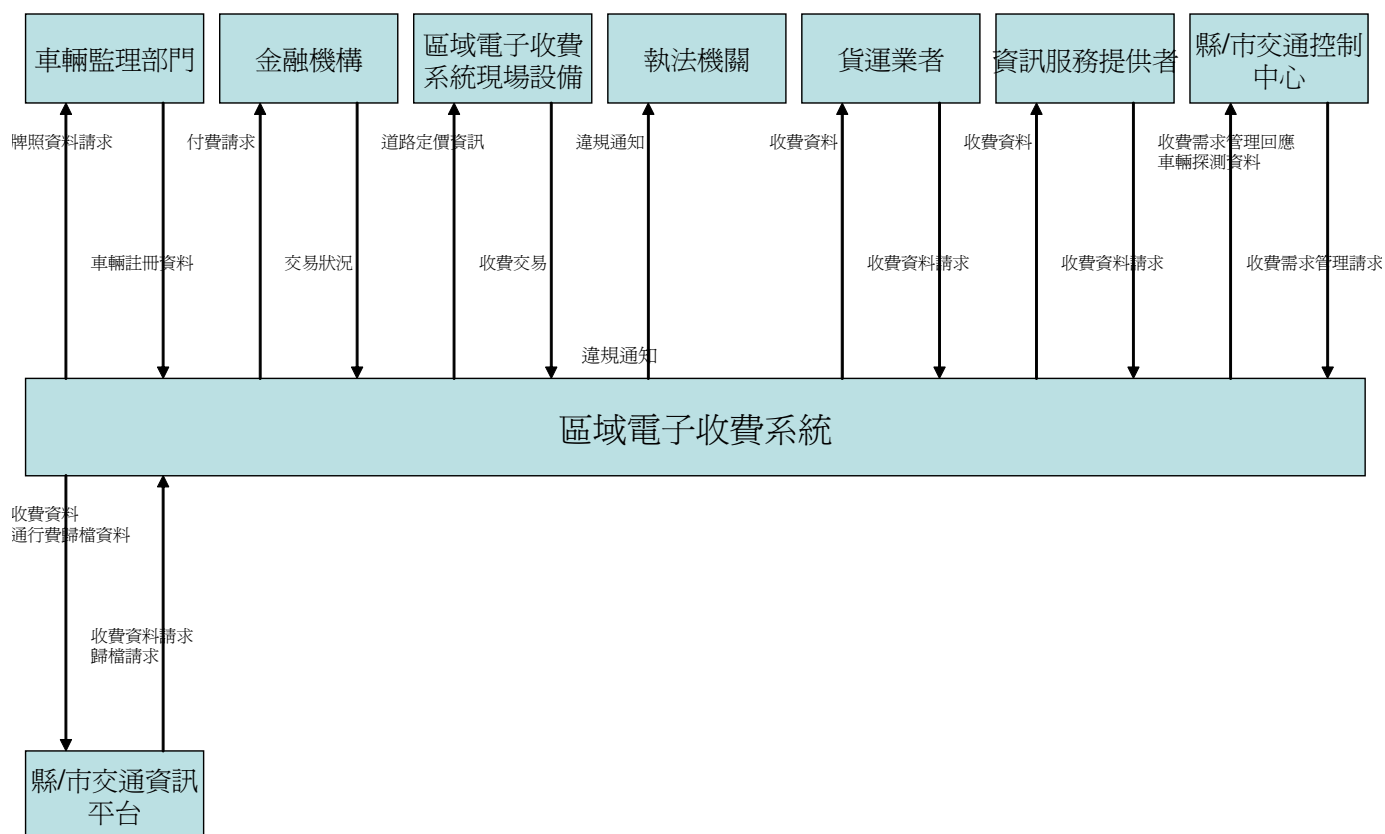 車輛監理部門
金融機構
區域電子收費
系統現場設備
執法機關
貨運業者
資訊服務提供者
縣/市交通控制
中心
牌照資料請求
付費請求
道路定價資訊
違規通知
收費資料
收費資料
收費需求管理回應
車輛探測資料
車輛註冊資料
交易狀況
收費交易
收費資料請求
收費資料請求
收費需求管理請求
違規通知
區域電子收費系統
收費資料
通行費歸檔資料
收費資料請求
歸檔請求
縣/市交通資訊
平台